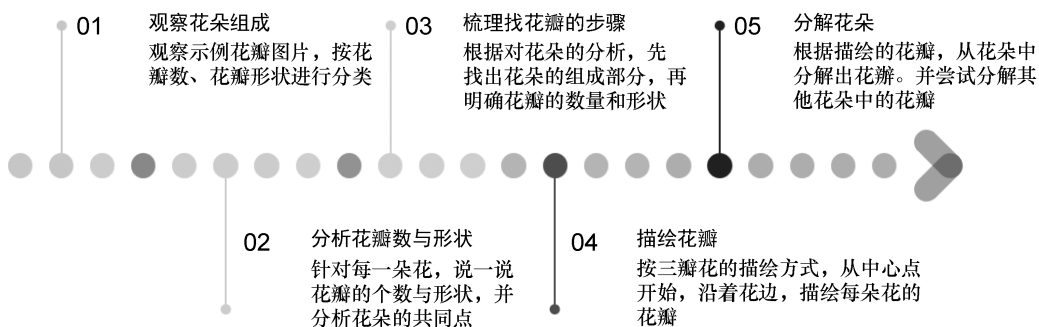 01
观察花朵组成
观察示例花瓣图片，按花
瓣数、花瓣形状进行分类
02
分析花瓣数与形状
针对每一朵花，说一说
花瓣的个数与形状，并
分析花朵的共同点
03
梳理找花瓣的步骤
根据对花朵的分析，先
找出花朵的组成部分，再
明确花瓣的数量和形状
04
描绘花瓣
按三瓣花的描绘方式，从中心点
开始，沿着花边，描绘每朵花的
花瓣
05
分解花朵
根据描绘的花瓣，从花朵中
分解出花辦。并尝试分解其
他花朵中的花瓣